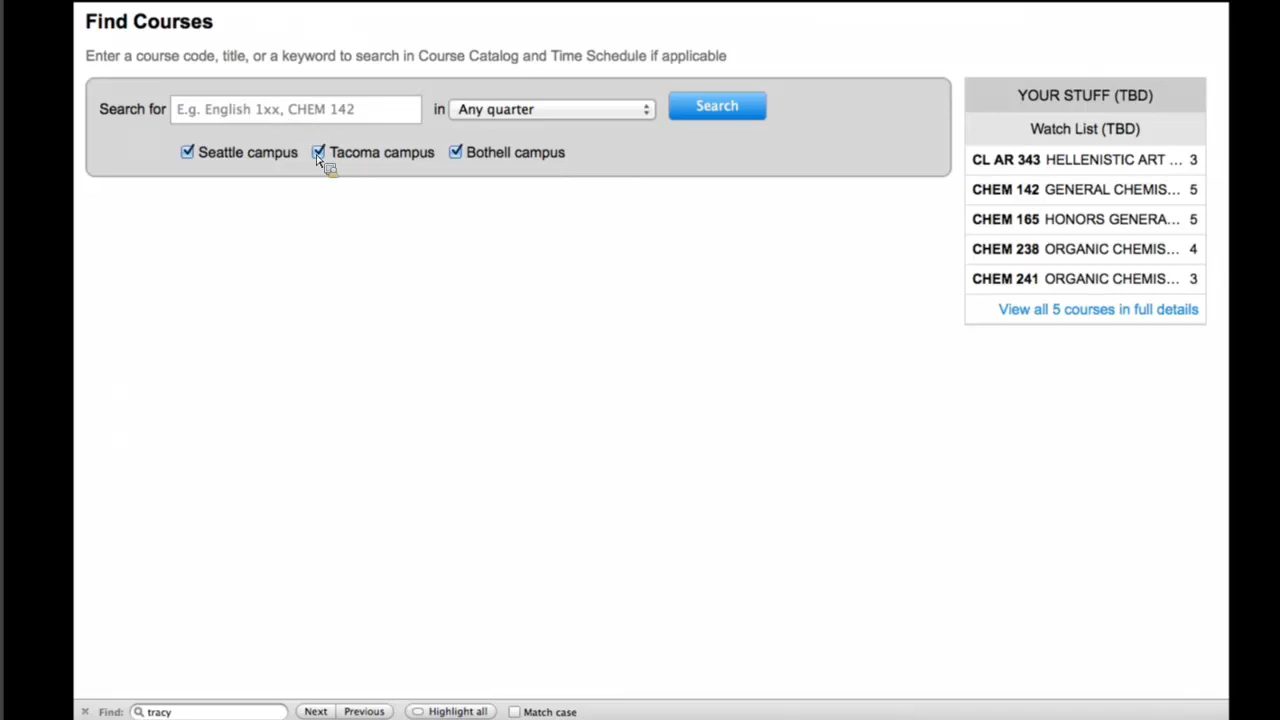 Find Courses
Enter a course code, title, or a keyword to search in Course Catalog and Time Schedule if applicable
Search for E.g. English 1xx, CHEM 142 in Any quarter Search
Seattle campus Tacoma campus Bothell campus
YOUR STUFF (TBD)
Watch List (TBD)
CL AR 343 HELLENISTIC ART ... 3
CHEM 142 GENERAL CHEMIS... 5
CHEM 165 HONORS GENERA... 5
CHEM 238 ORGANIC CHEMIS... 4
CHEM 241 ORGANIC CHEMIS... 3
View all 5 courses in full details
Find: tracy Next Previous Highlight all Match case